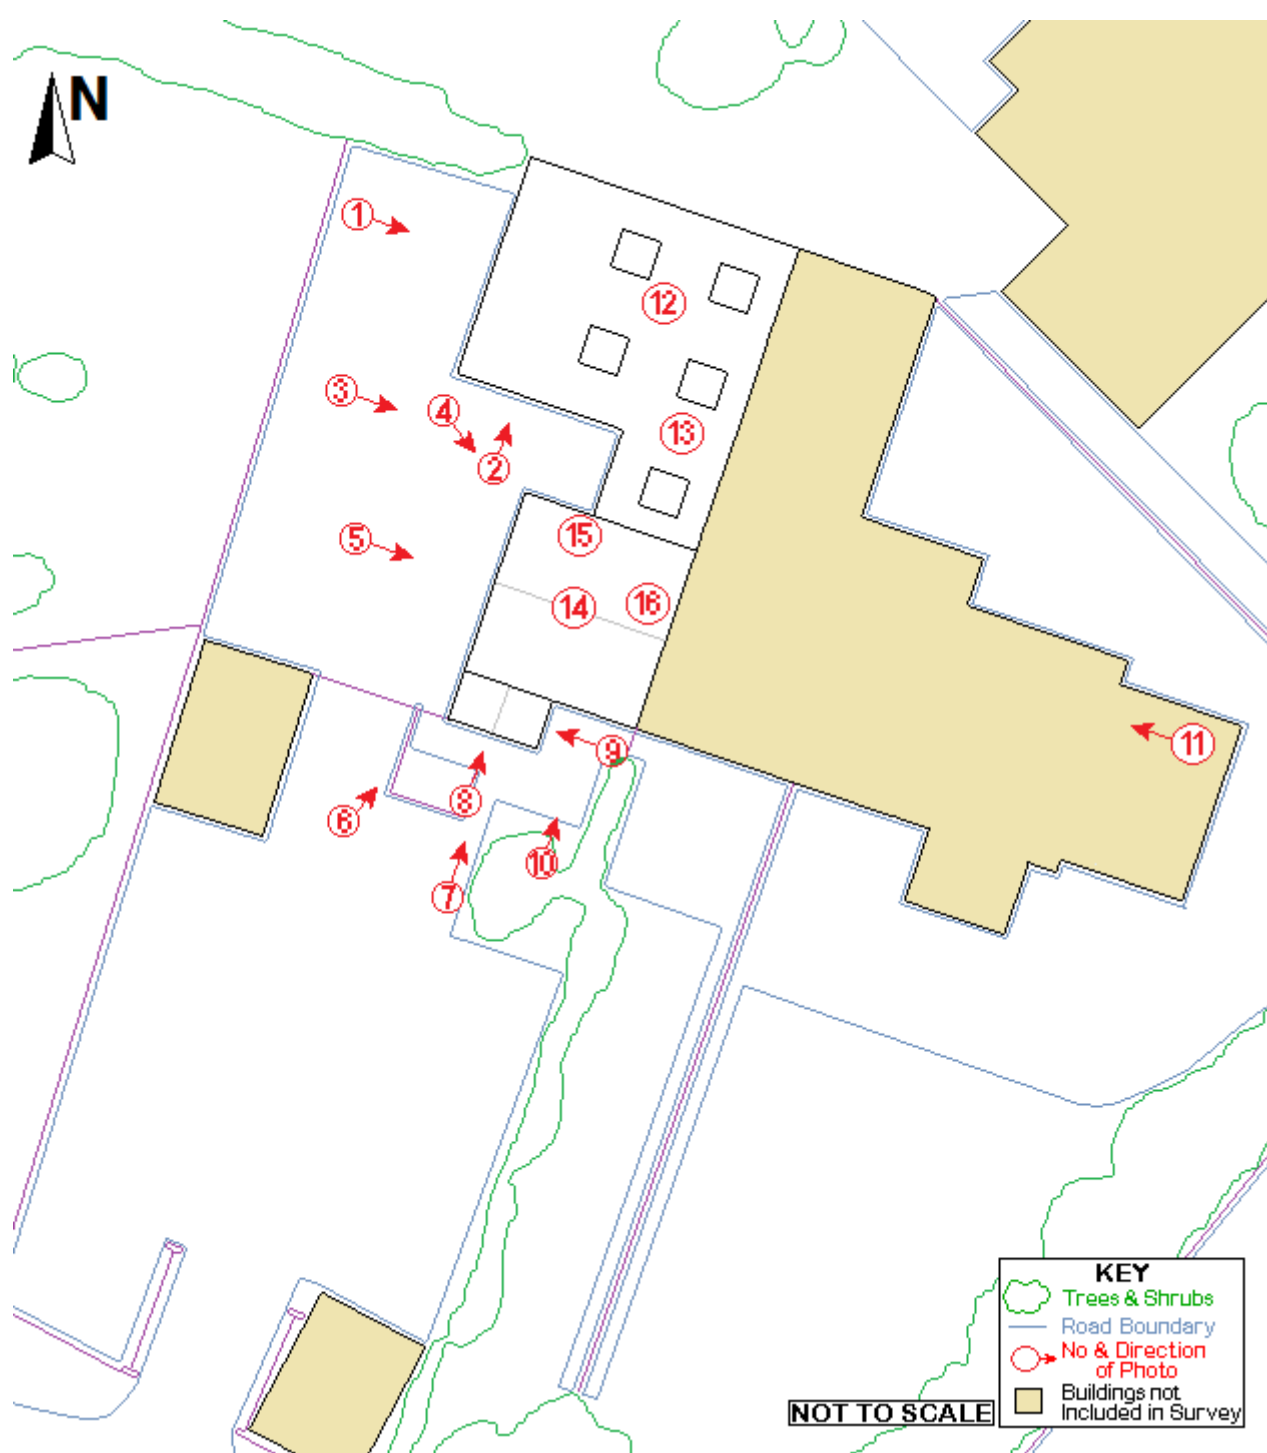 N
1
12
3
4
13
2
15
5
14
16
9
11
8
6
10
7
KEY
Trees & Shrubs
Road Boundary
No & Direction
of Photo
Buildings not
Included in Survey
NOT TO SCALE